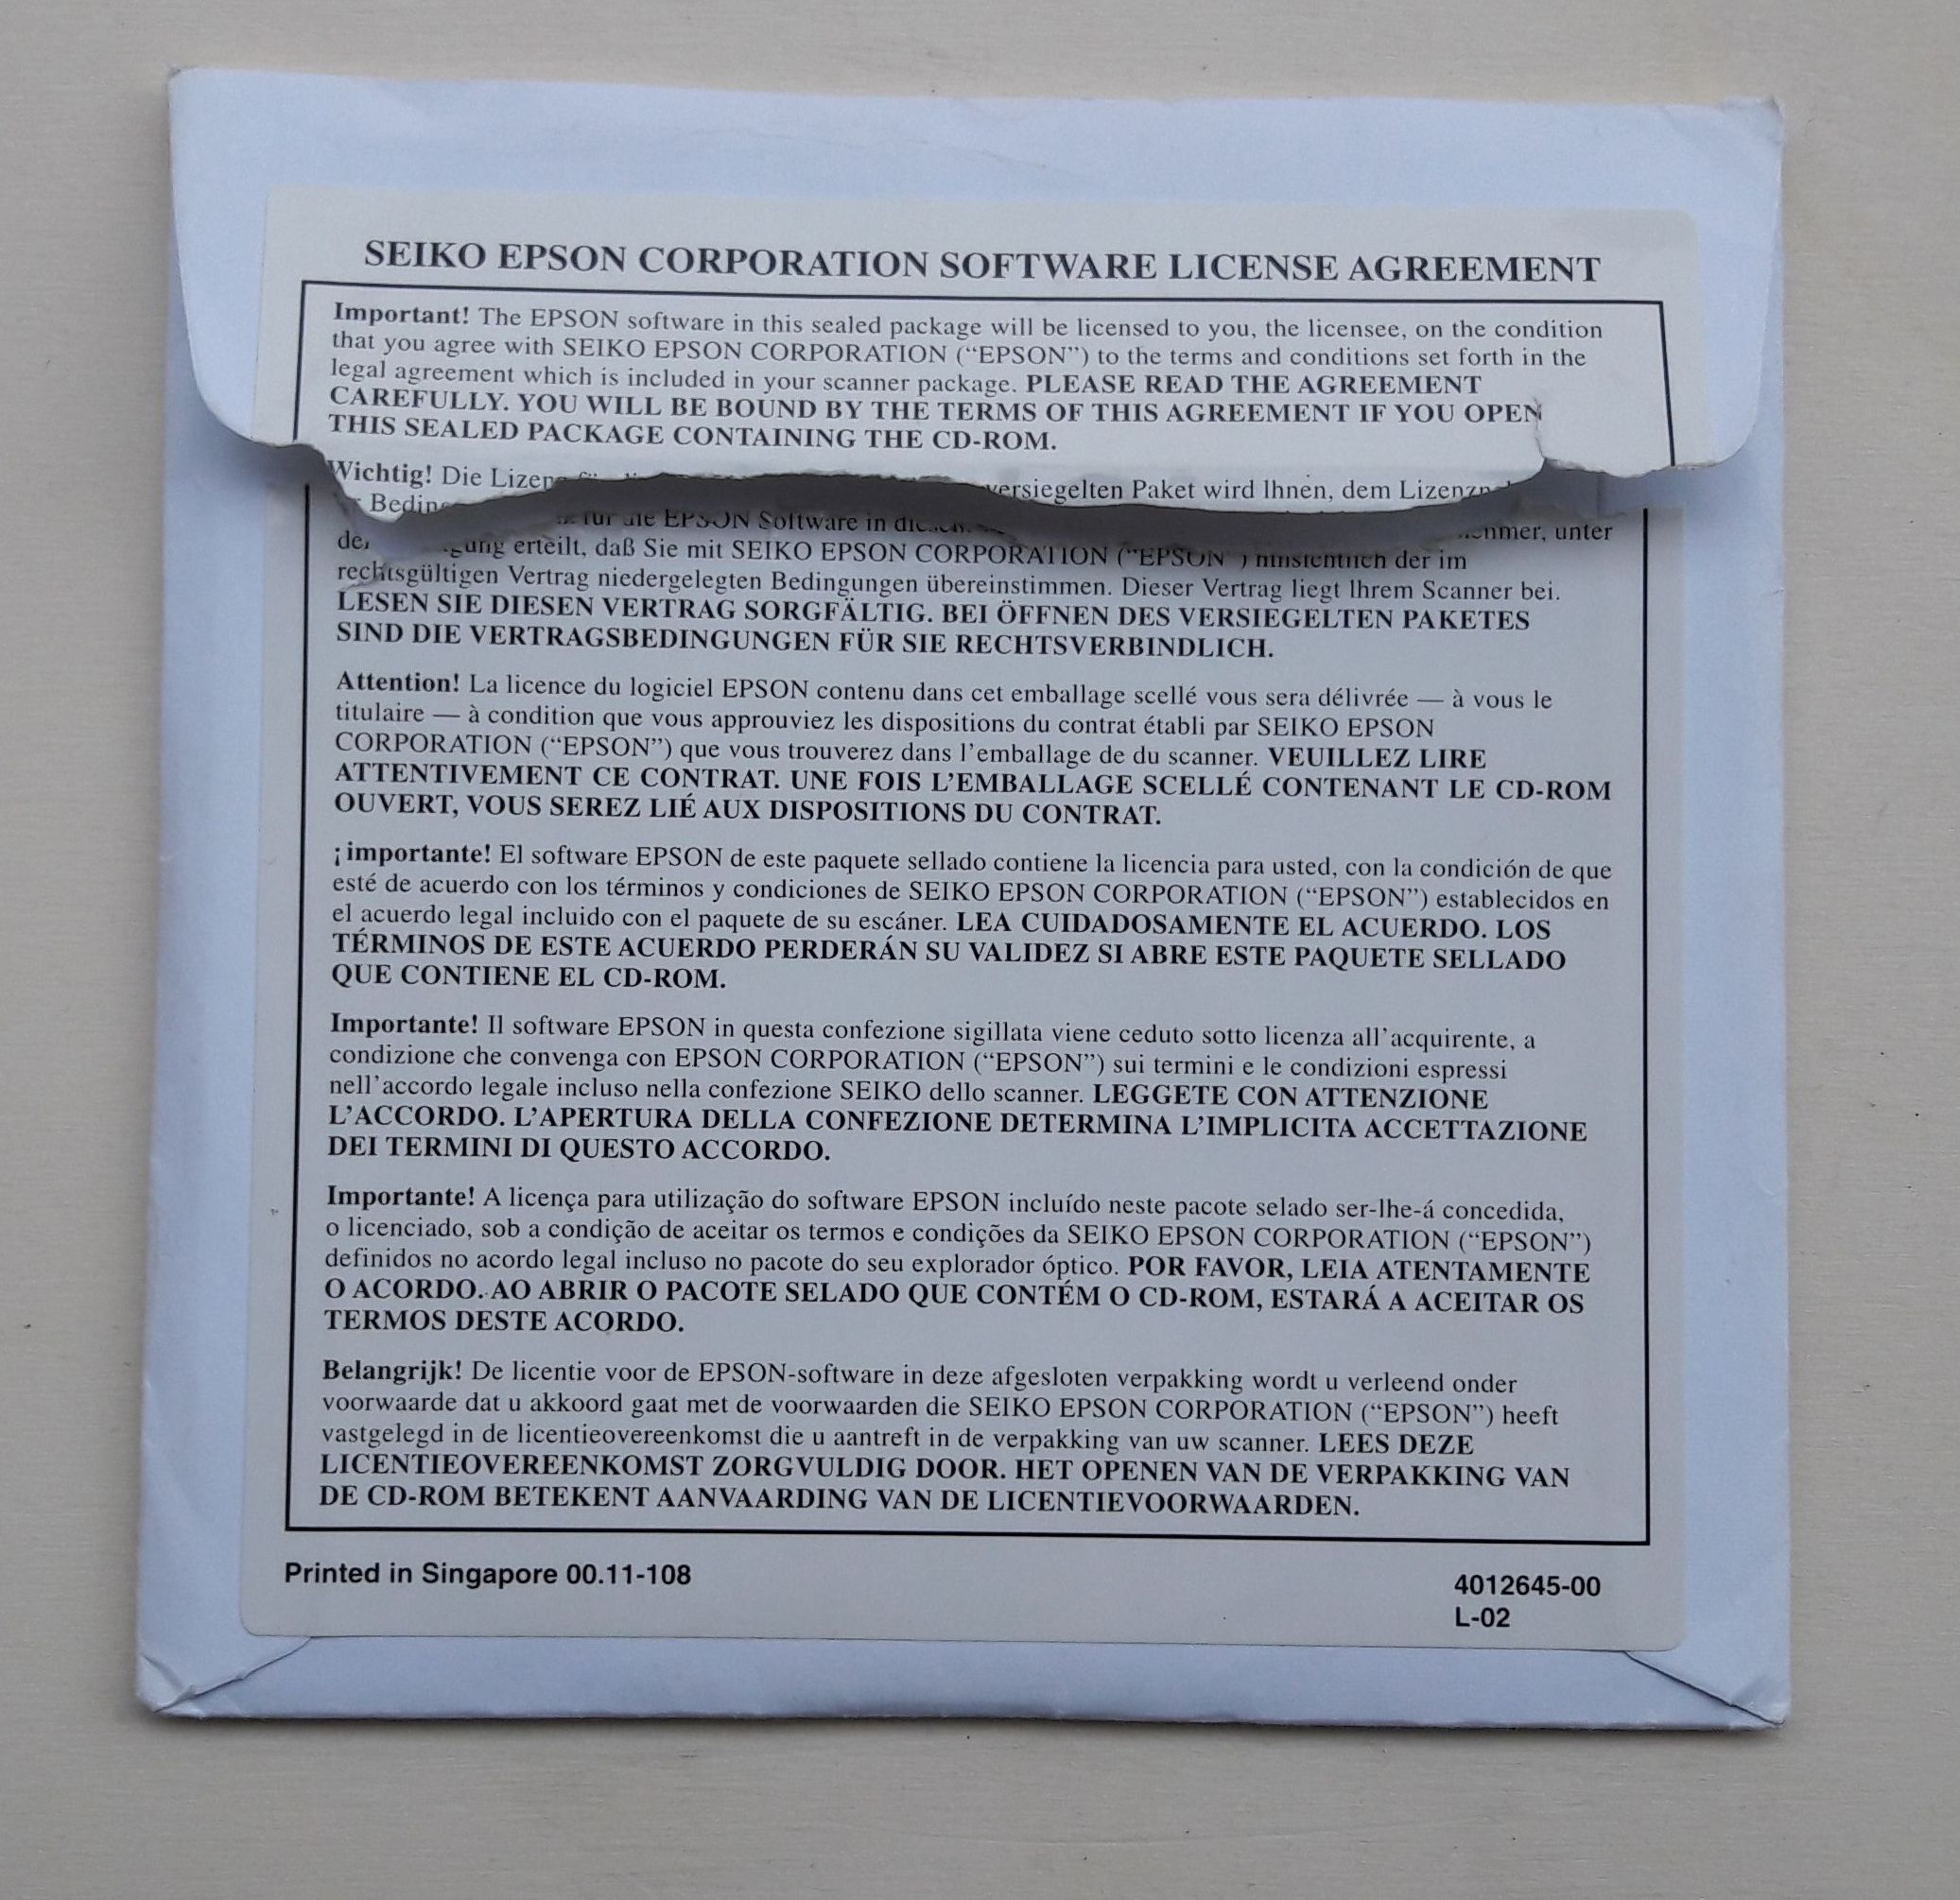 SEIKO EPSON CORPORATION SOFTWARE LICENSE AGREEMENT
Important! The EPSON software in this sealed package will be licensed to you, the licensee, on the condition
that you agree with SEIKO EPSON CORPORATION (“EPSON”) to the terms and conditions set forth in the
legal agreement which is included in your scanner package. PLEASE READ THE AGREEMENT
CAREFULLY. YOU WILL BE BOUND BY THE TERMS OF THIS AGREEMENT IF YOU OPEN
THIS SEALED PACKAGE CONTAINING THE CD-ROM.
Wichtig! Die versiegelten Paket wird Ihnen, dem
für die EPSON Software in unter
erteilt, daß Sie mit SEIKO EPSON CORPORATION (“EPSON”) hinsichtlich der im
rechtsgültigen Vertrag niedergelegten Bedingungen übereinstimmen. Dieser Vertrag liegt Ihrem Scanner bei.
LESEN SIE DIESEN VERTRAG SORGFÄLTIG. BEI ÖFFNEN DES VERSIEGELTEN PAKETES
SIND DIE VERTRAGSBEDINGUNGEN FÜR SIE RECHTSVERBINDLICH.
Attention! La licence du logiciel EPSON contenu dans cet emballage scellé vous sera délivrée — à vous le
titulaire — à condition que vous approuviez les dispositions du contrat établi par SEIKO EPSON
CORPORATION (“EPSON”) que vous trouverez dans l’emballage de du scanner. VEUILLEZ LIRE
ATTENTIVEMENT CE CONTRAT. UNE FOIS L’EMBALLAGE SCELLÉ CONTENANT LE CD-ROM
OUVERT, VOUS SEREZ LIÉ AUX DISPOSITIONS DU CONTRAT.
¡importante! El software EPSON de este paquete sellado contiene la licencia para usted, con la condición de que
esté de acuerdo con los términos y condiciones de SEIKO EPSON CORPORATION (“EPSON”) establecidos en
el acuerdo legal incluido con el paquete de su escáner. LEA CUIDADOSAMENTE EL ACUERDO. LOS
TÉRMINOS DE ESTE ACUERDO PERDERÁN SU VALIDEZ SI ABRE ESTE PAQUETE SELLADO
QUE CONTIENE EL CD-ROM.
Importante! Il software EPSON in questa confezione sigillata viene ceduto sotto licenza all’acquirente, a
condizione che convenga con EPSON CORPORATION (“EPSON”) sui termini e le condizioni espressi
nell’accordo legale incluso nella confezione SEIKO dello scanner. LEGGETE CON ATTENZIONE
L’ACCORDO. L’APERTURA DELLA CONFEZIONE DETERMINA L’IMPLICITA ACCETTAZIONE
DEI TERMINI DI QUESTO ACCORDO.
Importante! A licença para utilização do software EPSON incluído neste pacote selado ser-lhe-á concedida,
o licenciado, sob a condição de aceitar os termos e condições da SEIKO EPSON CORPORATION (“EPSON”)
definidos no acordo legal incluso no pacote do seu explorador óptico. POR FAVOR, LEIA ATENTAMENTE
O ACORDO. AO ABRIR O PACOTE SELADO QUE CONTÉM O CD-ROM, ESTARÁ A ACEITAR OS
TERMOS DESTE ACORDO.
Belangrijk! De licentie voor de EPSON-software in deze afgesloten verpakking wordt u verleend onder
voorwaarde dat u akkoord gaat met de voorwaarden die SEIKO EPSON CORPORATION (“EPSON”) heeft
vastgelegd in de licentieovereenkomst die u aantreft in de verpakking van uw scanner. LEES DEZE
LICENTIEOVEREENKOMST ZORGVULDIG DOOR. HET OPENEN VAN DE VERPAKKING VAN
DE CD-ROM BETEKENT AANVAARDING VAN DE LICENTIEVOORWAARDEN.
Printed in Singapore 00.11-108
4012645-00
L-02